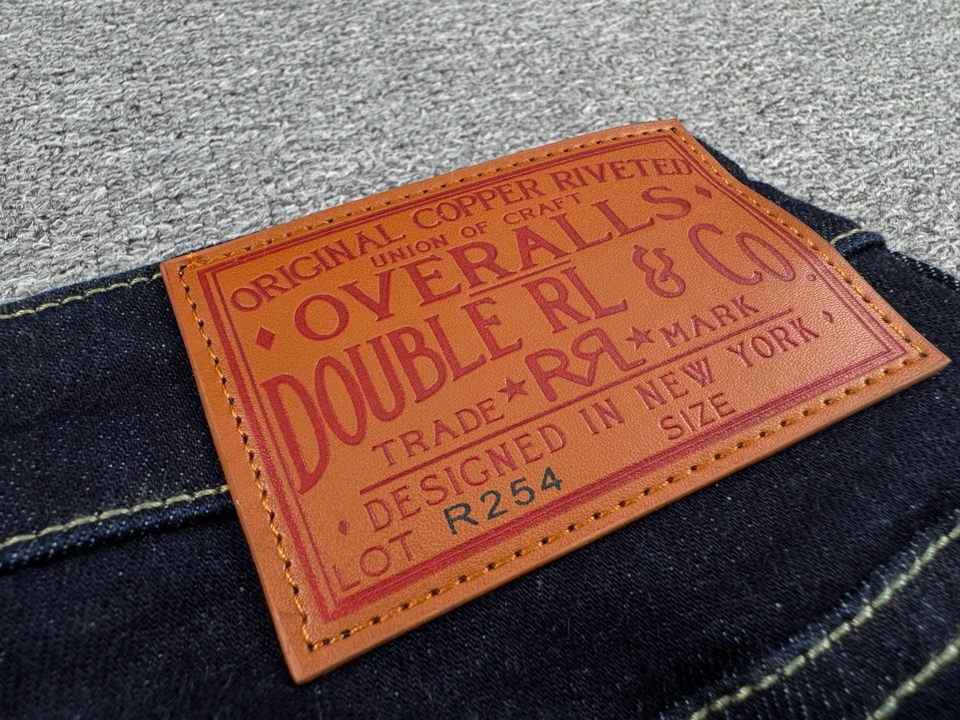 ORIGINAL COPPER RIVETED
UNION OF CRAFT
OVERALLS
DOUBLE RL & Co.
TRADE ★ RRL ★ MARK
DESIGNED IN NEW YORK
LOT R254 SIZE